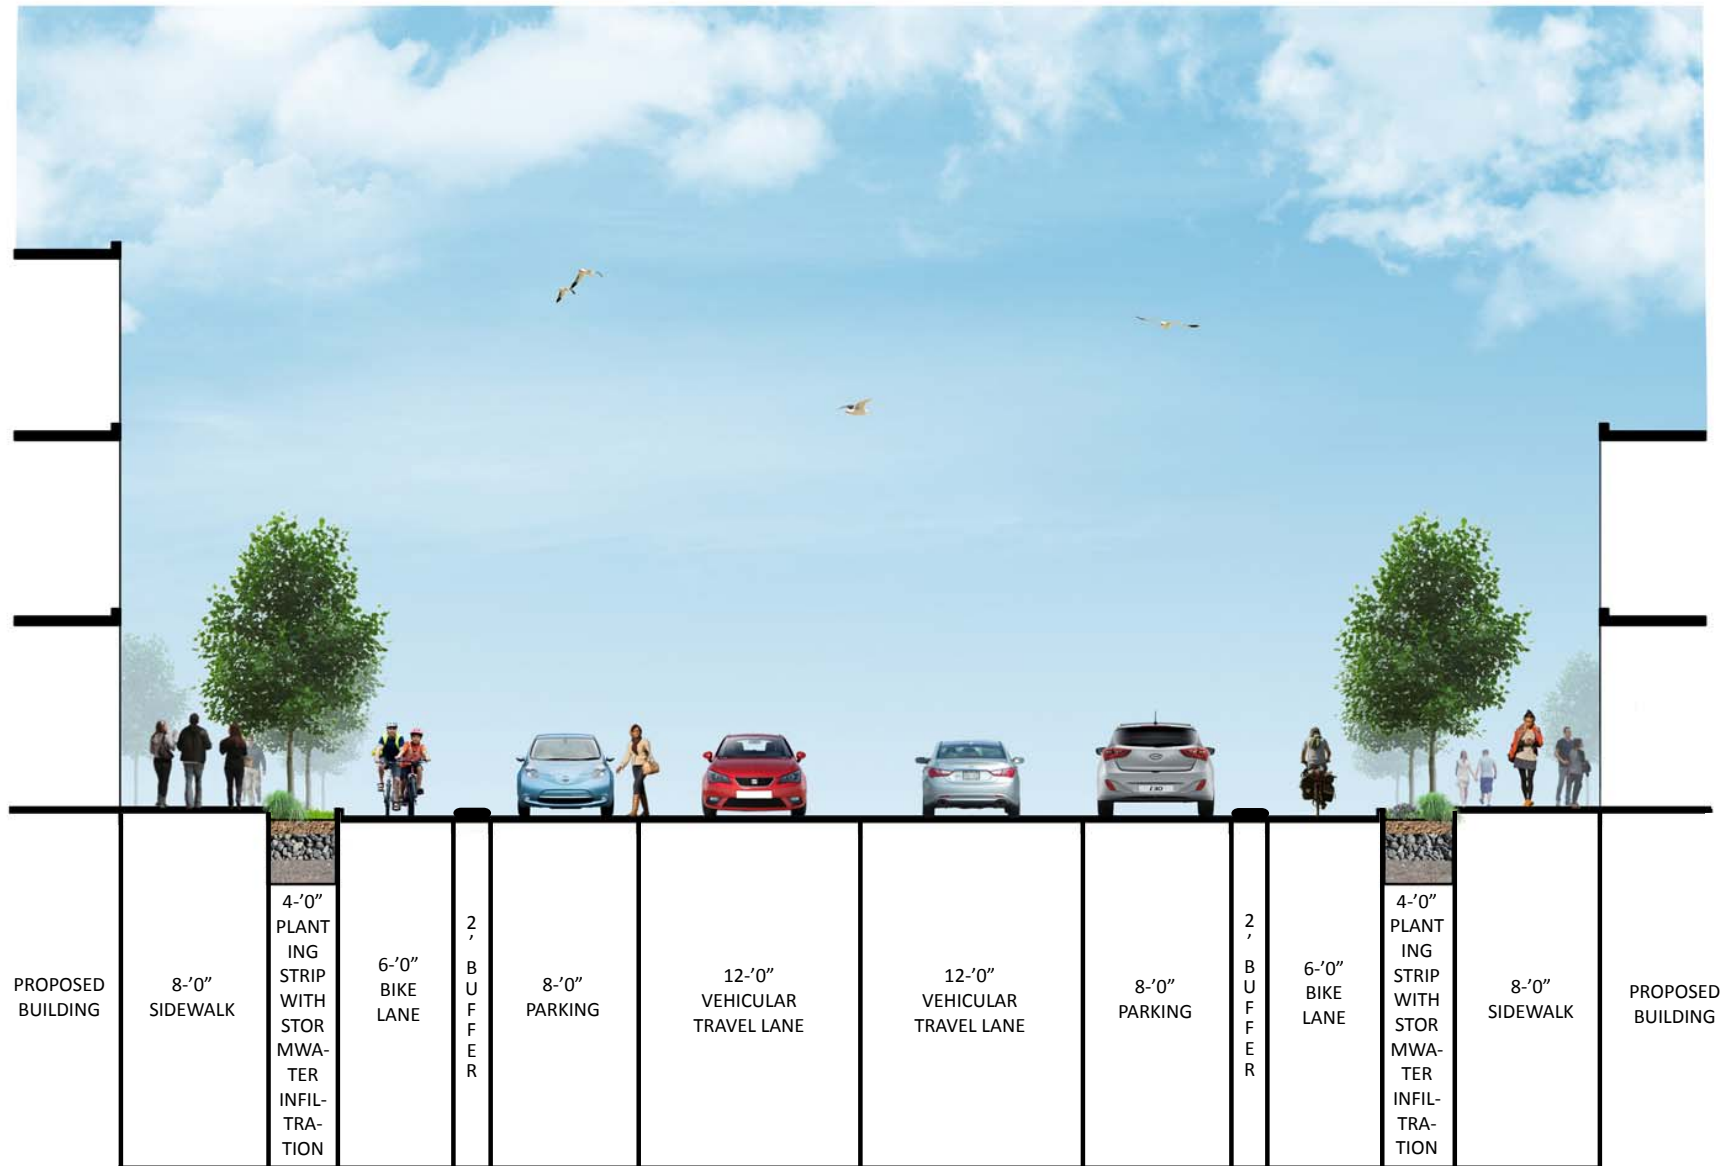 PROPOSED
BUILDING
8-'0”
SIDEWALK
4-'0”
PLANT
ING
STRIP
WITH
STOR
MWA-
TER
INFIL-
TRA-
TION
6-'0”
BIKE
LANE
2
’
B
U
F
F
E
R
8-'0”
PARKING
12-'0”
VEHICULAR
TRAVEL LANE
12-'0”
VEHICULAR
TRAVEL LANE
8-'0”
PARKING
2
’
B
U
F
F
E
R
6-'0”
BIKE
LANE
4-'0”
PLANT
ING
STRIP
WITH
STOR
MWA-
TER
INFIL-
TRA-
TION
8-'0”
SIDEWALK
PROPOSED
BUILDING